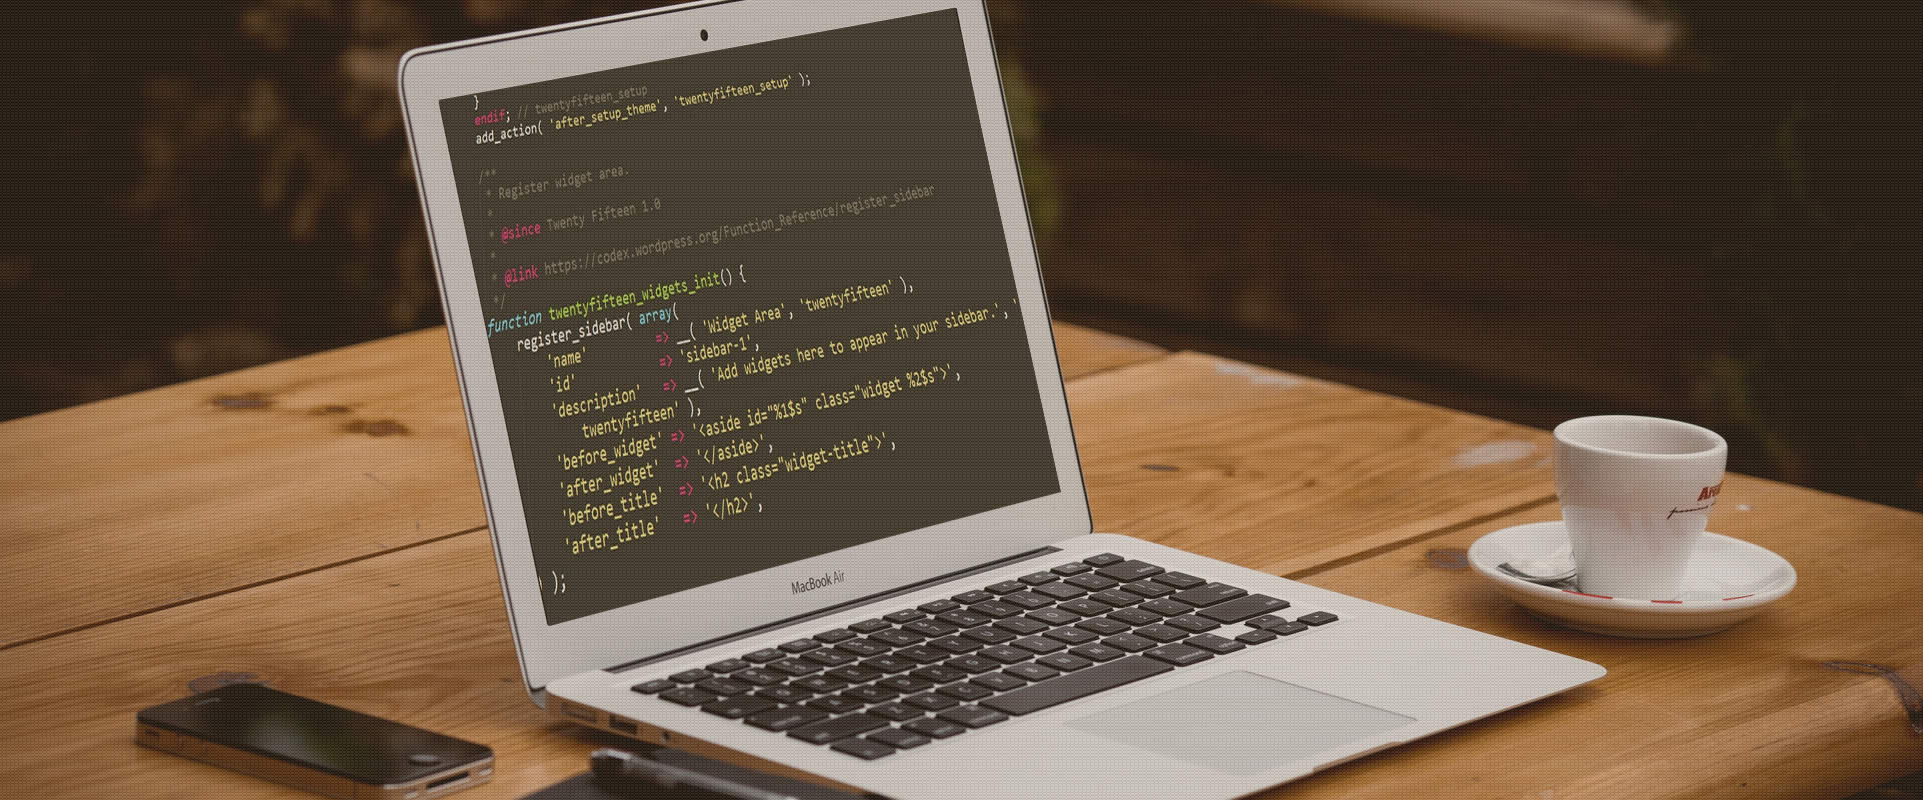 }
endif; // twentyfifteen_setup
add_action( 'after_setup_theme', 'twentyfifteen_setup' );
/**
* Register widget area.
*
* @since Twenty Fifteen 1.0
*
* @link https://codex.wordpress.org/Function_Reference/register_sidebar
*/
function twentyfifteen_widgets_init() {
register_sidebar( array(
'name' => __( 'Widget Area', 'twentyfifteen' ),
'id' => 'sidebar-1',
'description' => __( 'Add widgets here to appear in your sidebar.', '
twentyfifteen' ),
'before_widget' => '<aside id="%1$s" class="widget %2$s">',
'after_widget' => '</aside>',
'before_title' => '<h2 class="widget-title">',
'after_title' => '</h2>',
) );
MacBook Air